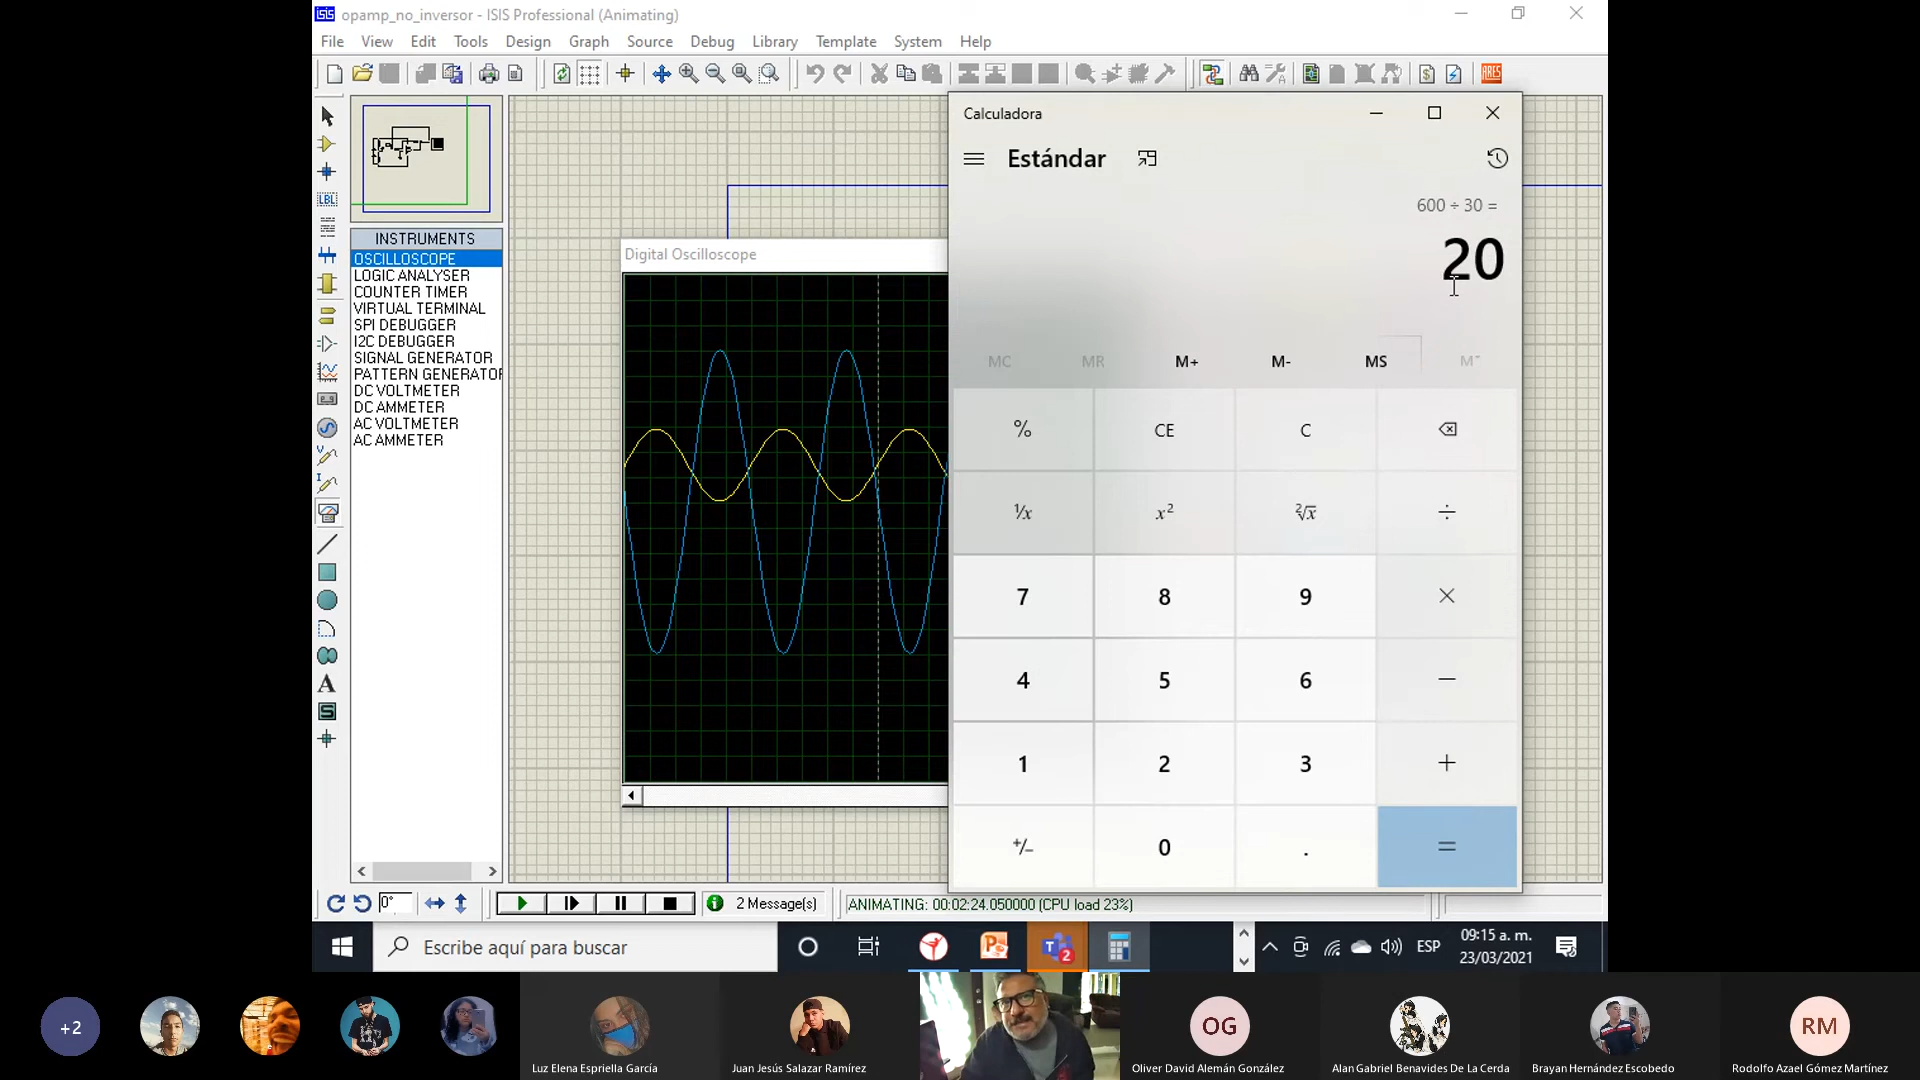 opamp_no_inversor - ISIS Professional (Animating)
File View Edit Tools Design Graph Source Debug Library Template System Help
LBL
ARES
INSTRUMENTS
OSCILLOSCOPE
LOGIC ANALYSER
COUNTER TIMER
VIRTUAL TERMINAL
SPI DEBUGGER
I2C DEBUGGER
SIGNAL GENERATOR
PATTERN GENERATOR
DC VOLTMETER
DC AMMETER
AC VOLTMETER
AC AMMETER
Digital Oscilloscope
Calculadora
Estándar
600 ÷ 30 =
20
MC MR M+ M- MS M˅
% CE C
¹/x x² ²√x ÷
7 8 9 ×
4 5 6 −
1 2 3 +
+/− 0 . =
A
S
0°
2 Message(s)
ANIMATING: 00:02:24.050000 (CPU load 23%)
Escribe aquí para buscar
2
ESP
09:15 a. m.
23/03/2021
+2
OG
RM
Luz Elena Espriella García
Juan Jesús Salazar Ramírez
Oliver David Alemán González
Alan Gabriel Benavides De La Cerda
Brayan Hernández Escobedo
Rodolfo Azael Gómez Martínez